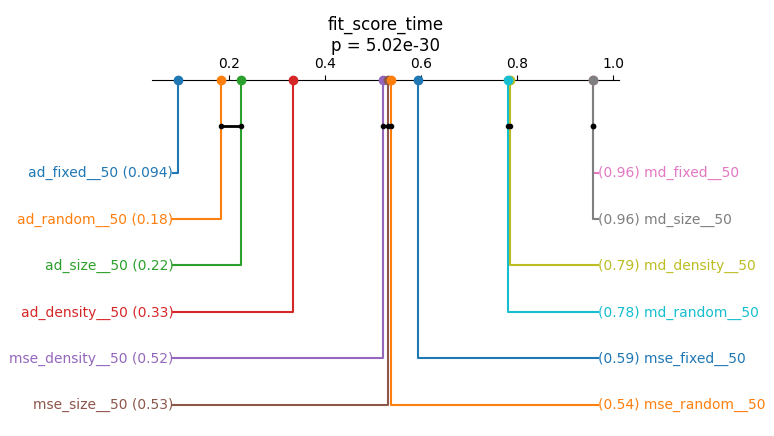 fit_score_time
p = 5.02e-30
0.2 0.4 0.6 0.8 1.0
ad_fixed__50 (0.094)
(0.96) md_fixed__50
ad_random__50 (0.18)
(0.96) md_size__50
ad_size__50 (0.22)
(0.79) md_density__50
ad_density__50 (0.33)
(0.78) md_random__50
mse_density__50 (0.52)
(0.59) mse_fixed__50
mse_size__50 (0.53)
(0.54) mse_random__50